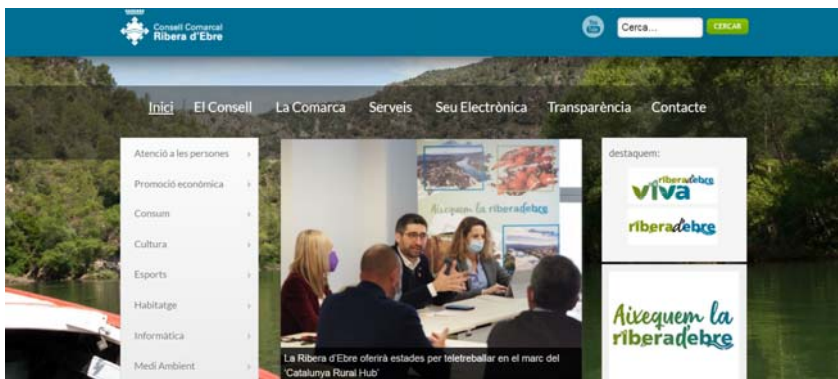 Consell Comarcal
Ribera d'Ebre
You
Tube
Cerca...
CERCAR
Inici
El Consell
La Comarca
Serveis
Seu Electrònica
Transparència
Contacte
Atenció a les persones
Promoció econòmica
Consum
Cultura
Esports
Habitatge
Informàtica
Medi Ambient
Aixequem la riberadebre
La Ribera d'Ebre oferirà estades per teletreballar en el marc del
'Catalunya Rural Hub'
destaquem:
riberadebre
viva
riberadebre
Aixequem la
riberadebre